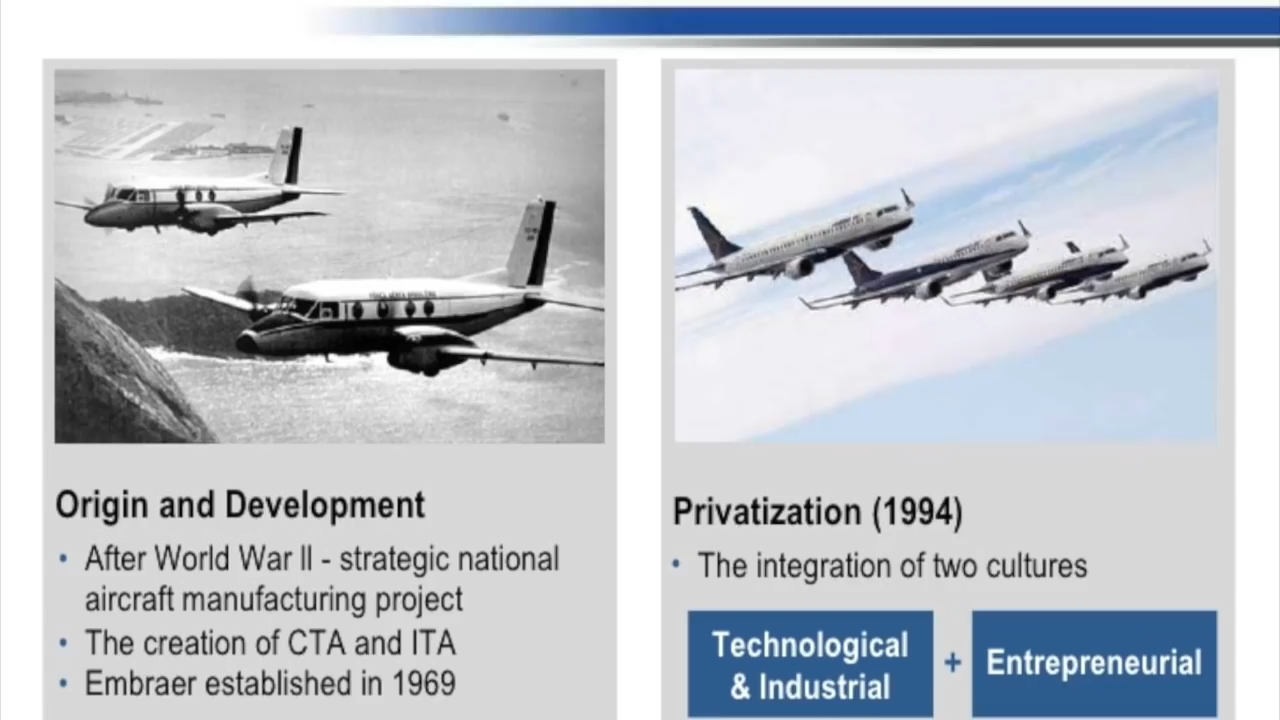 Origin and Development
• After World War II - strategic national
aircraft manufacturing project
• The creation of CTA and ITA
• Embraer established in 1969
Privatization (1994)
• The integration of two cultures
Technological
& Industrial
+
Entrepreneurial